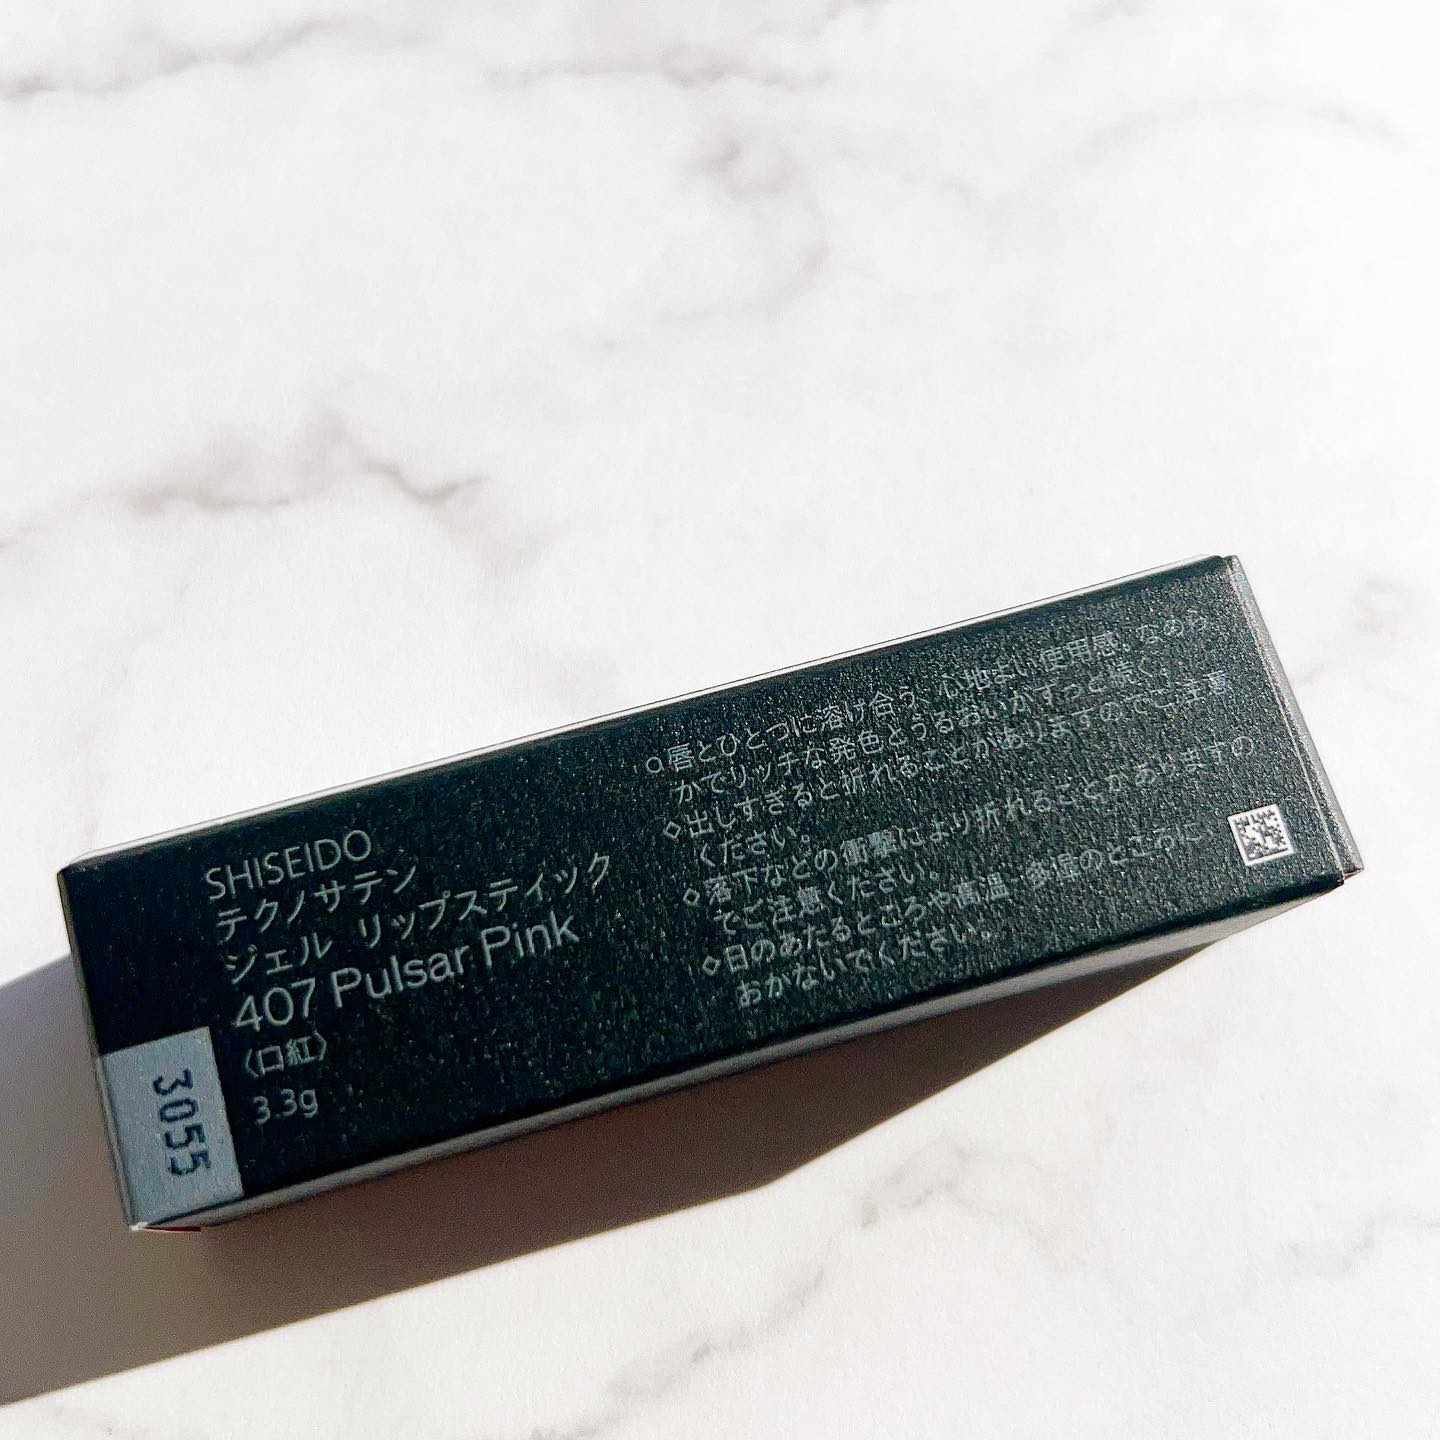 SHISEIDO
テクノサテン
ジェル リップスティック
407 Pulsar Pink
〈口紅〉
3.3g
3055
○唇とひとつに溶け合う、心地よい使用感。なめら
かでリッチな発色とうるおいがずっと続く。
◇出しすぎると折れることがありますのでご注意
ください。
◇落下などの衝撃により折れることがありますの
でご注意ください。
◇日のあたるところや高温・多湿のところに
おかないでください。